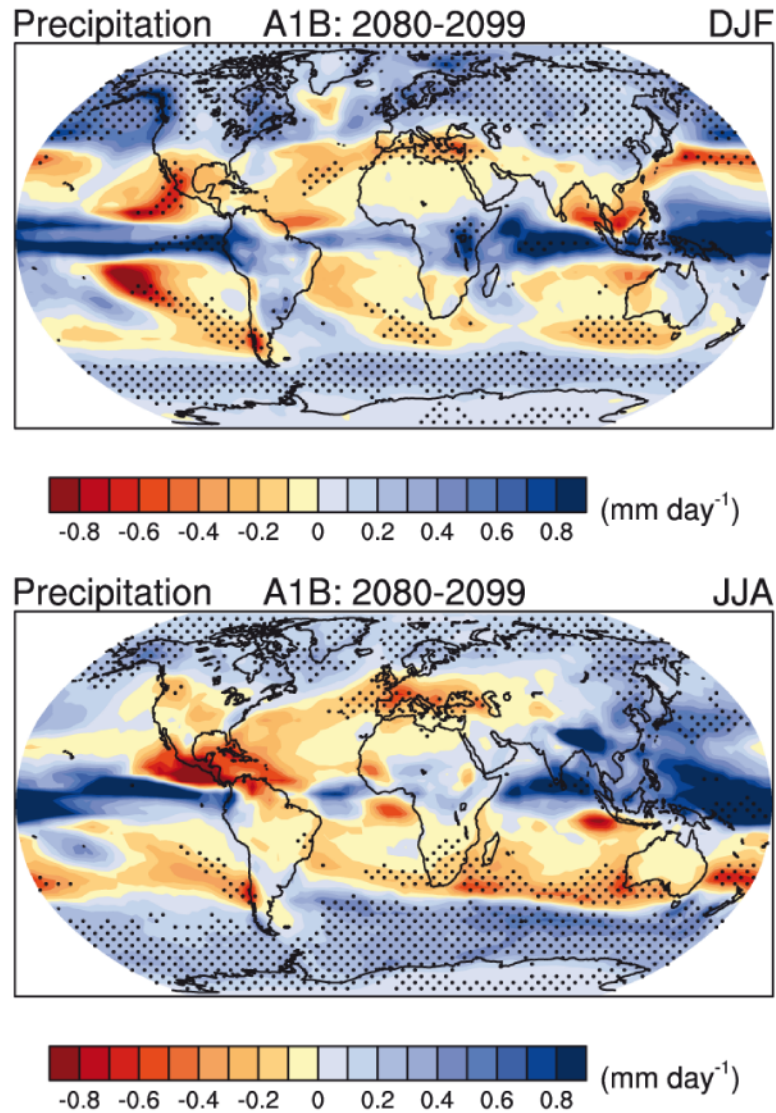 Precipitation A1B: 2080-2099 DJF
-0.8 -0.6 -0.4 -0.2 0 0.2 0.4 0.6 0.8 (mm day⁻¹)
Precipitation A1B: 2080-2099 JJA
-0.8 -0.6 -0.4 -0.2 0 0.2 0.4 0.6 0.8 (mm day⁻¹)